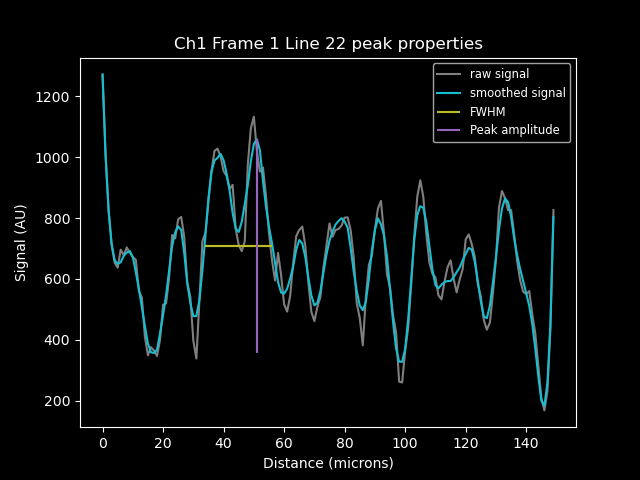 Ch1 Frame 1 Line 22 peak properties
raw signal
smoothed signal
FWHM
Peak amplitude
Signal (AU)
1200
1000
800
600
400
200
0 20 40 60 80 100 120 140
Distance (microns)